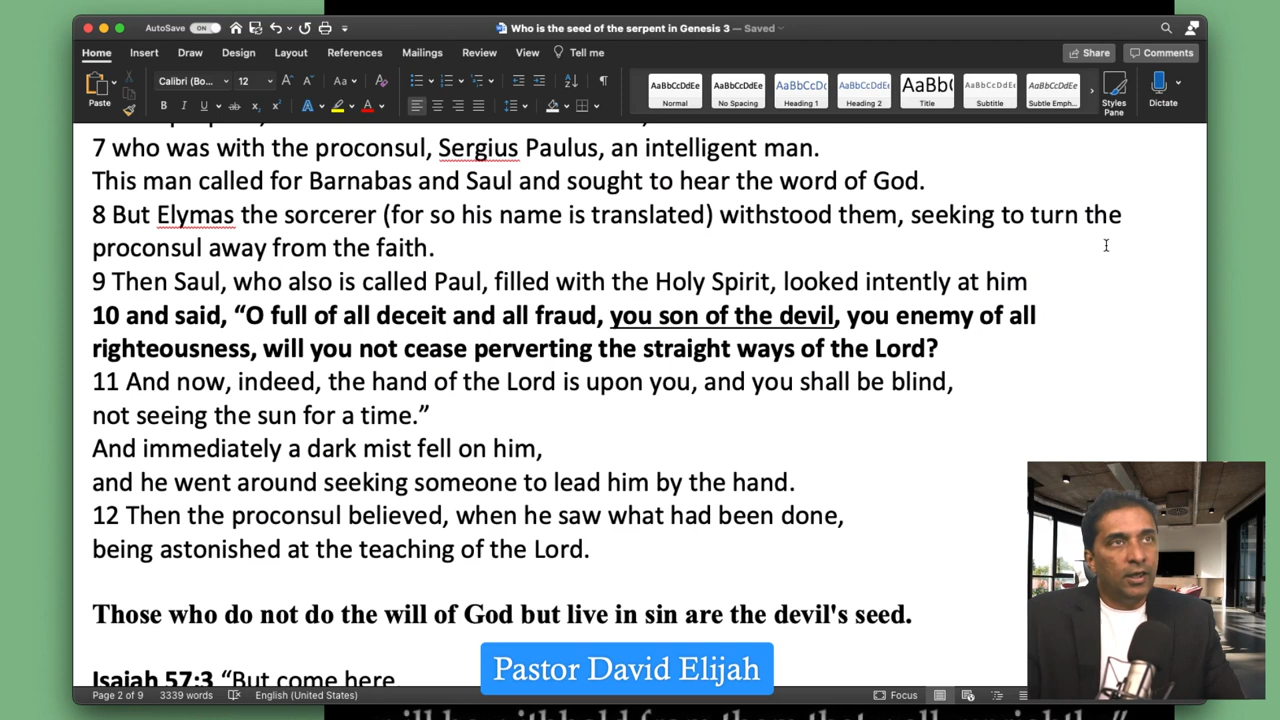 AutoSave ON
Who is the seed of the serpent in Genesis 3 — Saved
Home Insert Draw Design Layout References Mailings Review View Tell me
Share Comments
Paste
Calibri (Bo... 12
AaBbCcDdEe AaBbCcDdEe AaBbCcDc AaBbCcDdEe AaBbCcD AaBbCcDdEe AaBbCcDdEe
Normal No Spacing Heading 1 Heading 2 Title Subtitle Subtle Emph...
Styles Pane
Dictate
7 who was with the proconsul, Sergius Paulus, an intelligent man.
This man called for Barnabas and Saul and sought to hear the word of God.
8 But Elymas the sorcerer (for so his name is translated) withstood them, seeking to turn the
proconsul away from the faith.
9 Then Saul, who also is called Paul, filled with the Holy Spirit, looked intently at him
10 and said, “O full of all deceit and all fraud, you son of the devil, you enemy of all
righteousness, will you not cease perverting the straight ways of the Lord?
11 And now, indeed, the hand of the Lord is upon you, and you shall be blind,
not seeing the sun for a time.”
And immediately a dark mist fell on him,
and he went around seeking someone to lead him by the hand.
12 Then the proconsul believed, when he saw what had been done,
being astonished at the teaching of the Lord.
Those who do not do the will of God but live in sin are the devil's seed.
Isaiah 57:3 “But come here,
Pastor David Elijah
Page 2 of 9 3339 words English (United States) Focus